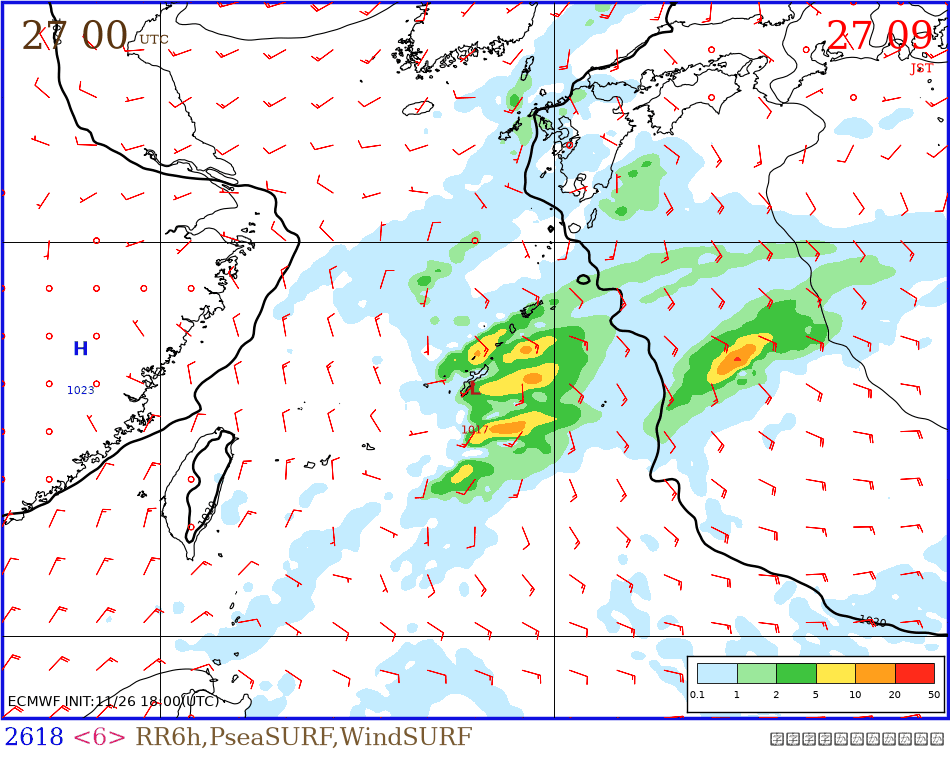 27 00 UTC
27 09
JST
H
1023
L
1017
1020
1020
0.1 1 2 5 10 20 50
ECMWF INIT:11/26 18:00(UTC)
2618 <6> RR6h,PseaSURF,WindSURF